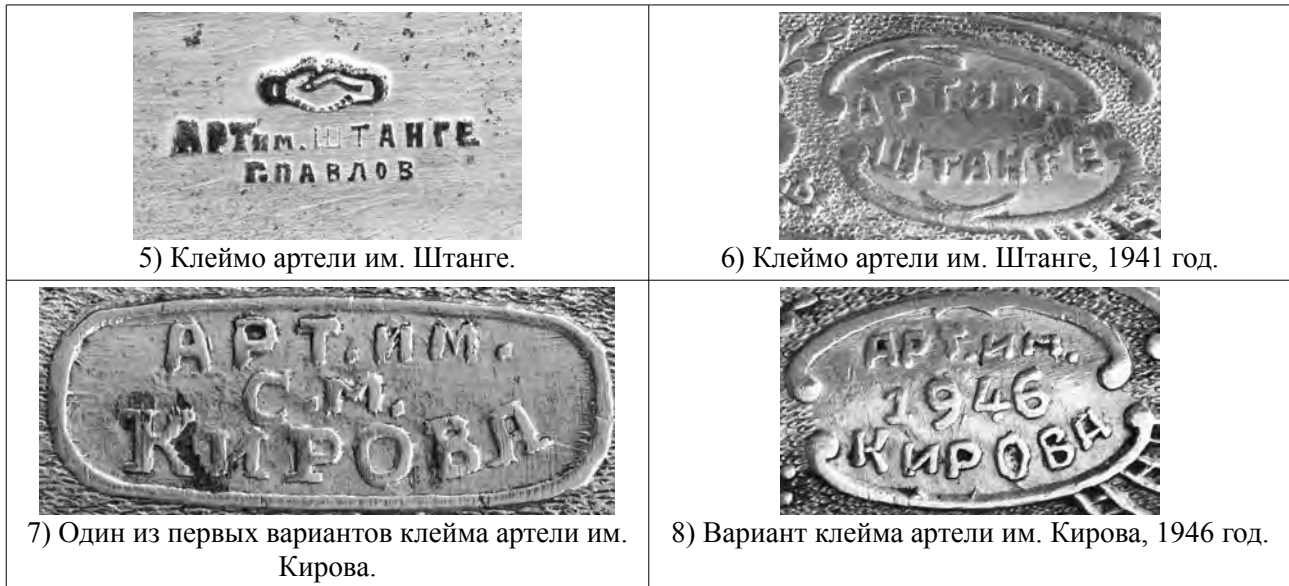 АРТим. ШТАНГЕ
Г.ПАВЛОВ
5) Клеймо артели им. Штанге.
АРТ.ИМ.
ШТАНГЕ
6) Клеймо артели им. Штанге, 1941 год.
АРТ.ИМ.
С.М.
КИРОВА
7) Один из первых вариантов клейма артели им.
Кирова.
АРТ.ИМ.
1946
КИРОВА
8) Вариант клейма артели им. Кирова, 1946 год.